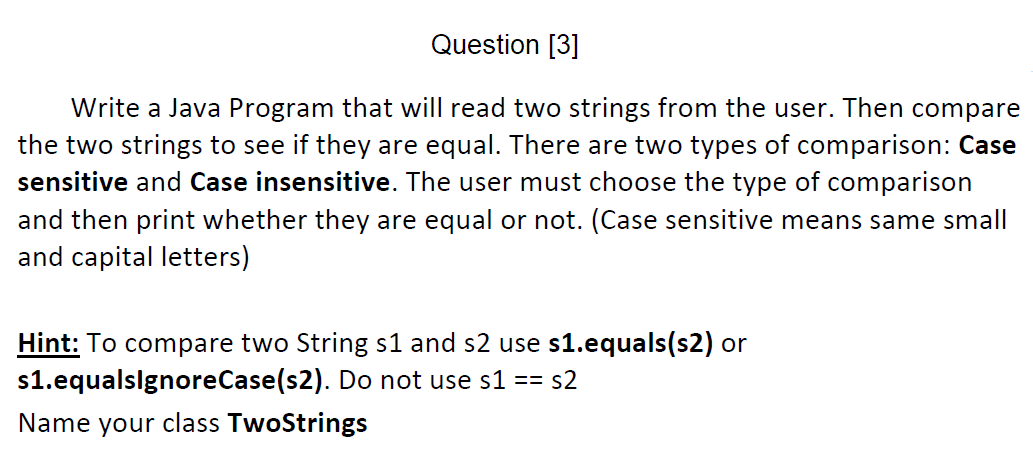 Question [3]
Write a Java Program that will read two strings from the user. Then compare
the two strings to see if they are equal. There are two types of comparison: Case
sensitive and Case insensitive. The user must choose the type of comparison
and then print whether they are equal or not. (Case sensitive means same small
and capital letters)
Hint: To compare two String s1 and s2 use s1.equals(s2) or
s1.equalsIgnoreCase(s2). Do not use s1 == s2
Name your class TwoStrings